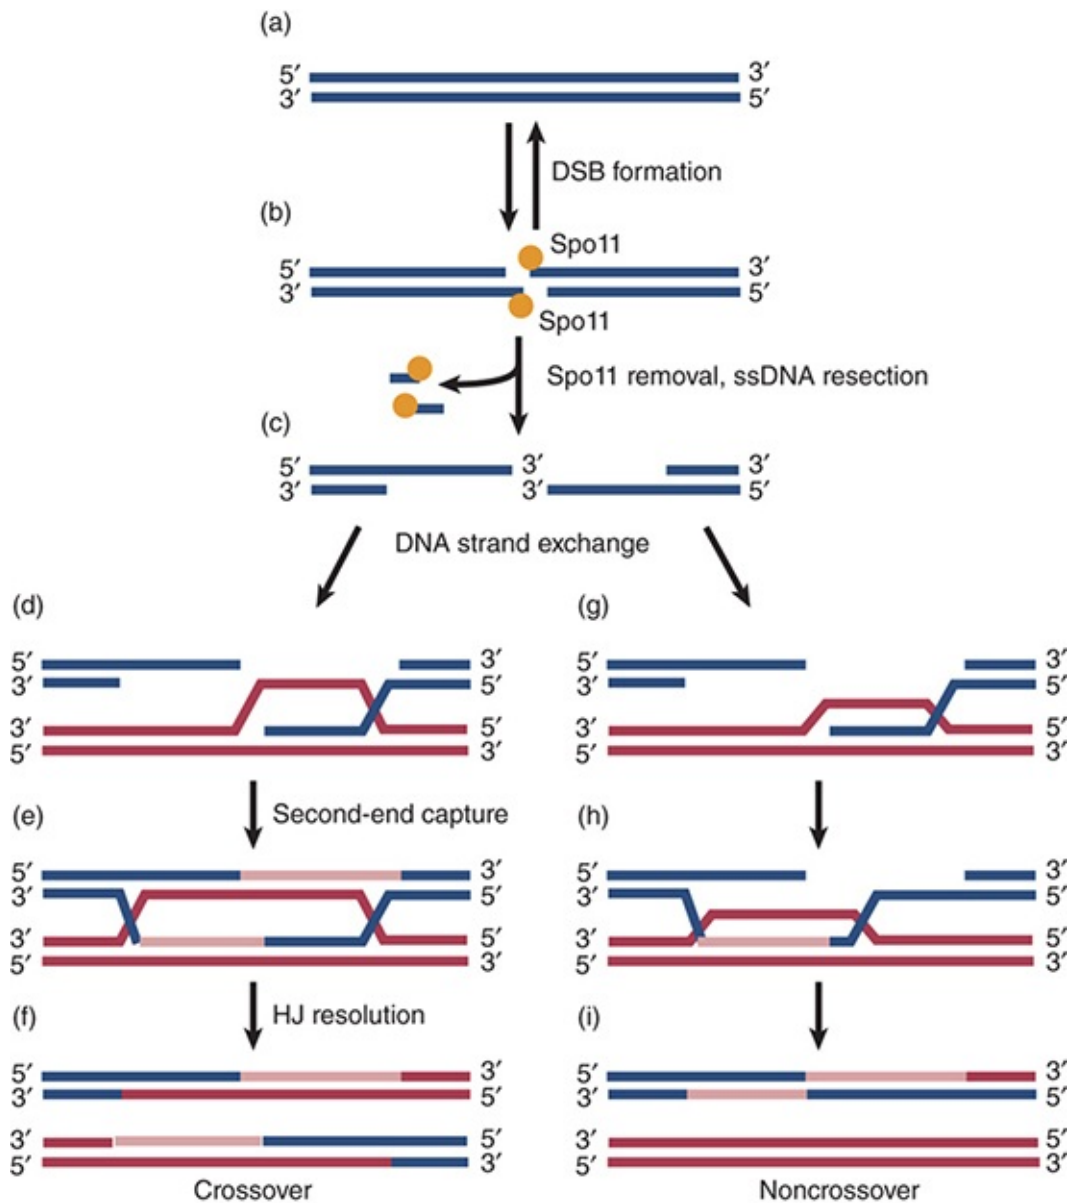 (a)
5′ 3′
3′ 5′
DSB formation
(b)
Spo11
5′ 3′
3′ 5′
Spo11
Spo11 removal, ssDNA resection
(c)
5′ 3′ 3′
3′ 3′ 5′
DNA strand exchange
(d) (g)
5′ 3′ 5′ 3′
3′ 5′ 3′ 5′
3′ 5′ 3′ 5′
5′ 3′ 5′ 3′
Second-end capture
(e) (h)
5′ 3′ 5′ 3′
3′ 5′ 3′ 5′
3′ 5′ 3′ 5′
5′ 3′ 5′ 3′
HJ resolution
(f) (i)
5′ 3′ 5′ 3′
3′ 5′ 3′ 5′
3′ 5′ 3′ 5′
5′ 3′ 5′ 3′
Crossover Noncrossover